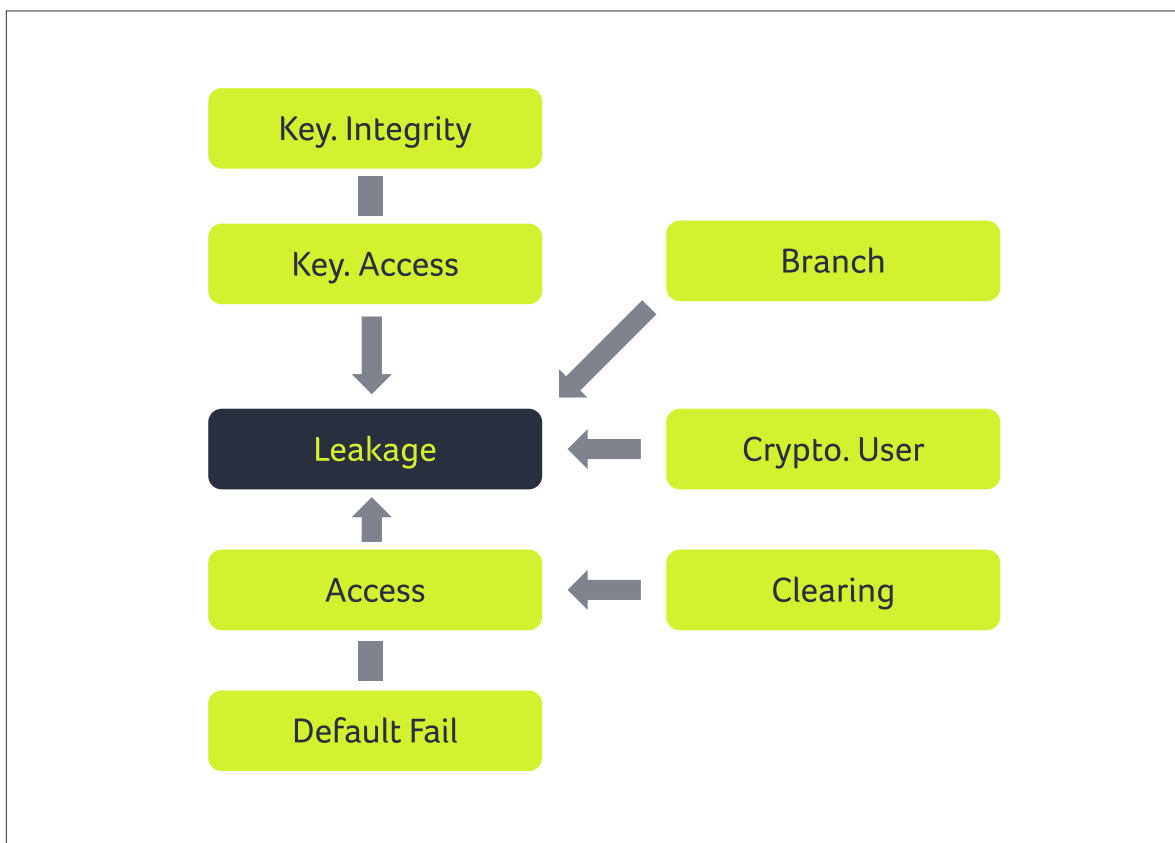 Key. Integrity
Key. Access
Branch
Leakage
Crypto. User
Access
Clearing
Default Fail